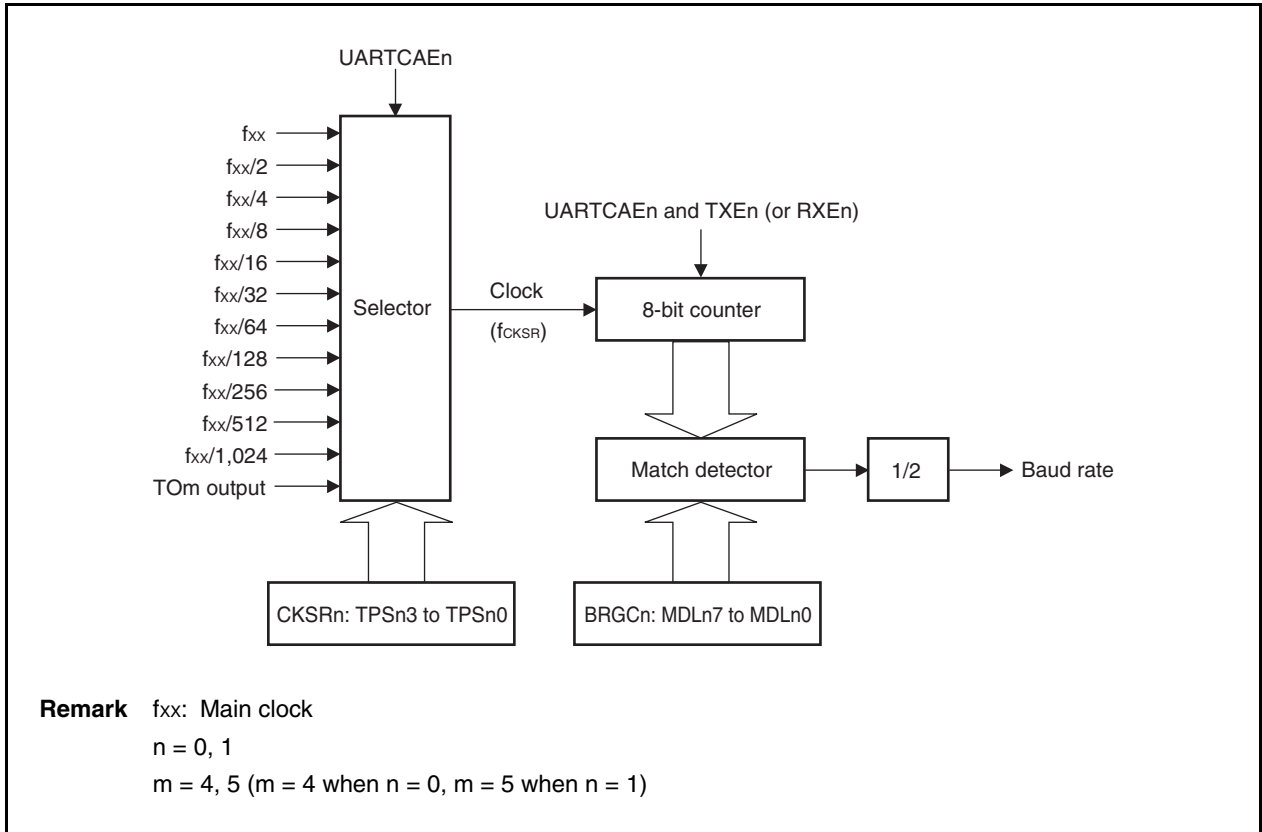 UARTCAEn
fxx
fxx/2
fxx/4
fxx/8
fxx/16
fxx/32
fxx/64
fxx/128
fxx/256
fxx/512
fxx/1,024
TOm output
Selector
Clock
(fCKSR)
UARTCAEn and TXEn (or RXEn)
8-bit counter
Match detector
1/2
Baud rate
CKSRn: TPSn3 to TPSn0
BRGCn: MDLn7 to MDLn0
Remark fxx: Main clock
n = 0, 1
m = 4, 5 (m = 4 when n = 0, m = 5 when n = 1)